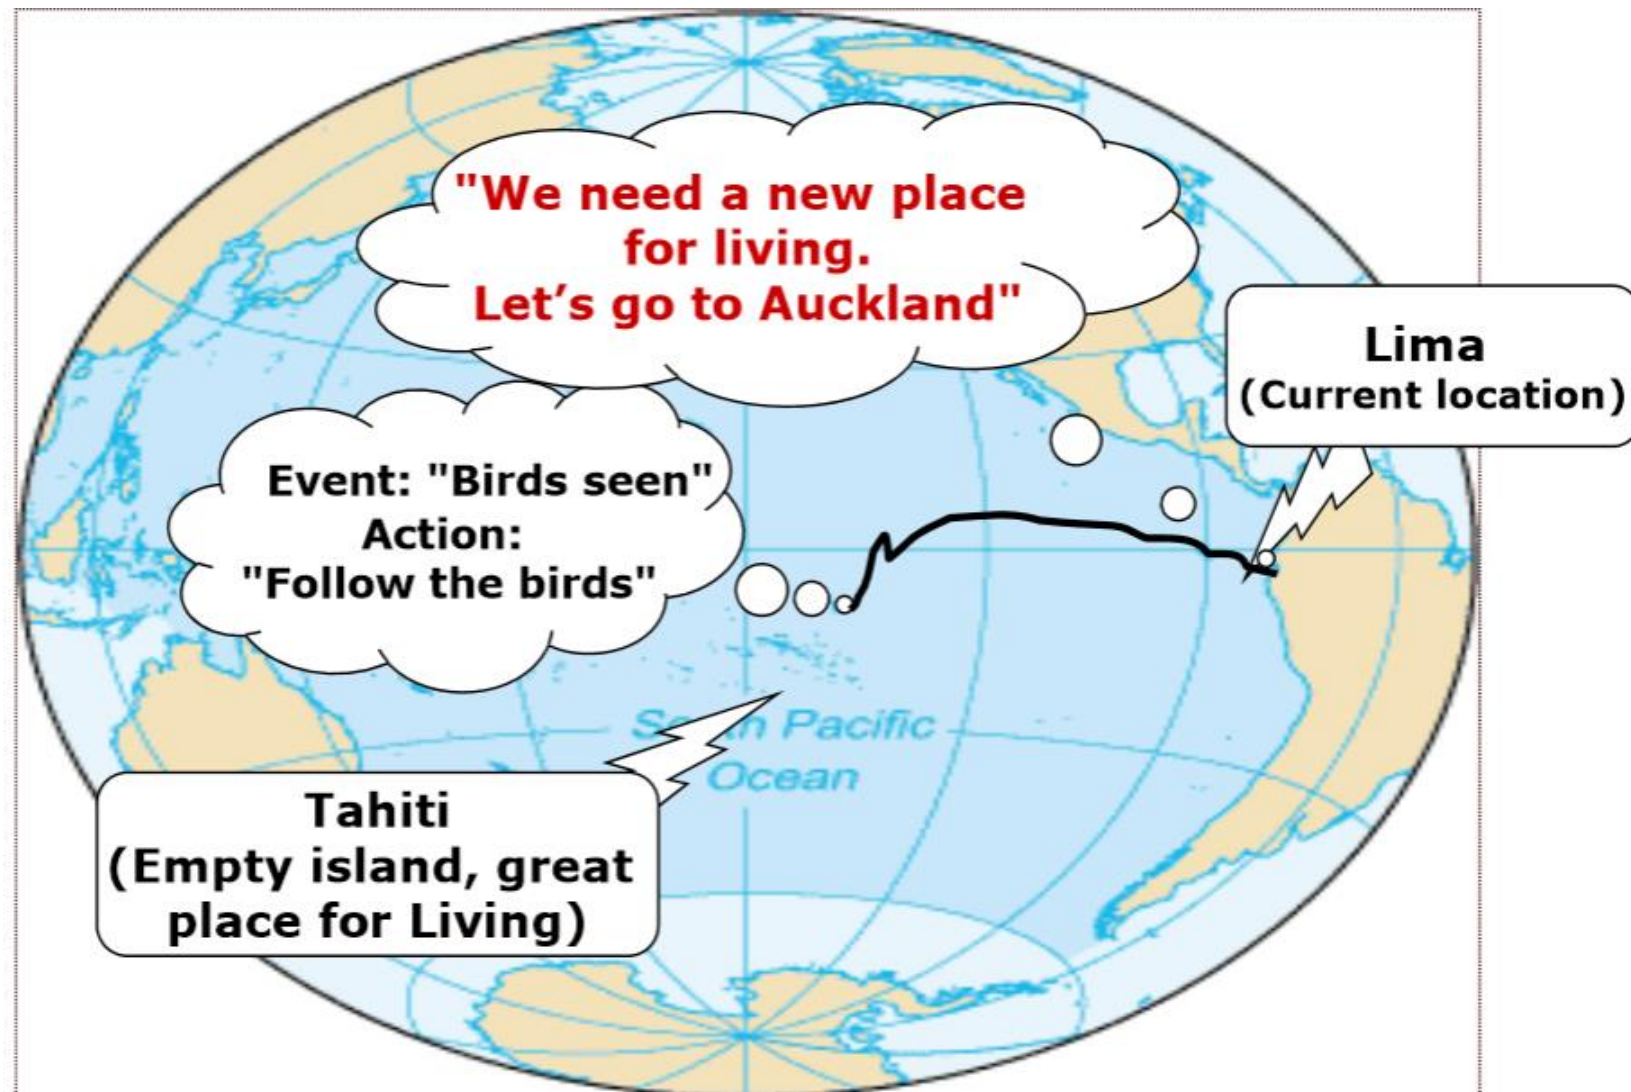 "We need a new place
for living.
Let’s go to Auckland"
Lima
(Current location)
Event: "Birds seen"
Action:
"Follow the birds"
South Pacific
Ocean
Tahiti
(Empty island, great
place for Living)